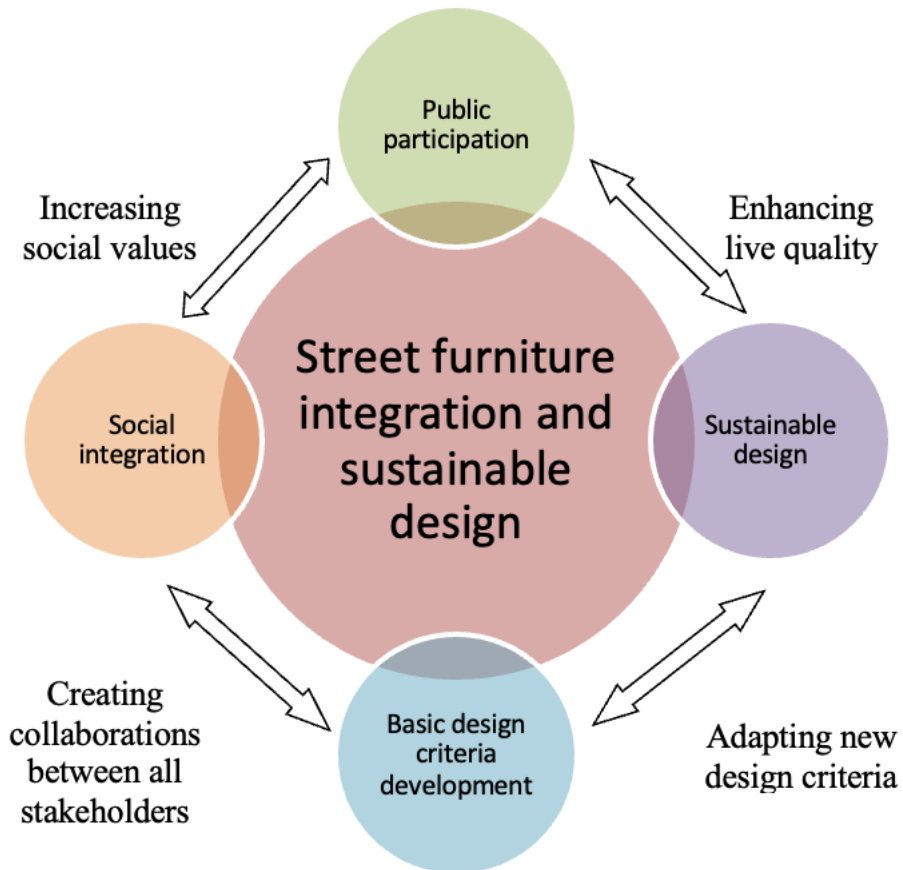 Public
participation
Increasing
social values
Enhancing
live quality
Street furniture
integration and
sustainable
design
Social
integration
Sustainable
design
Creating
collaborations
between all
stakeholders
Basic design
criteria
development
Adapting new
design criteria